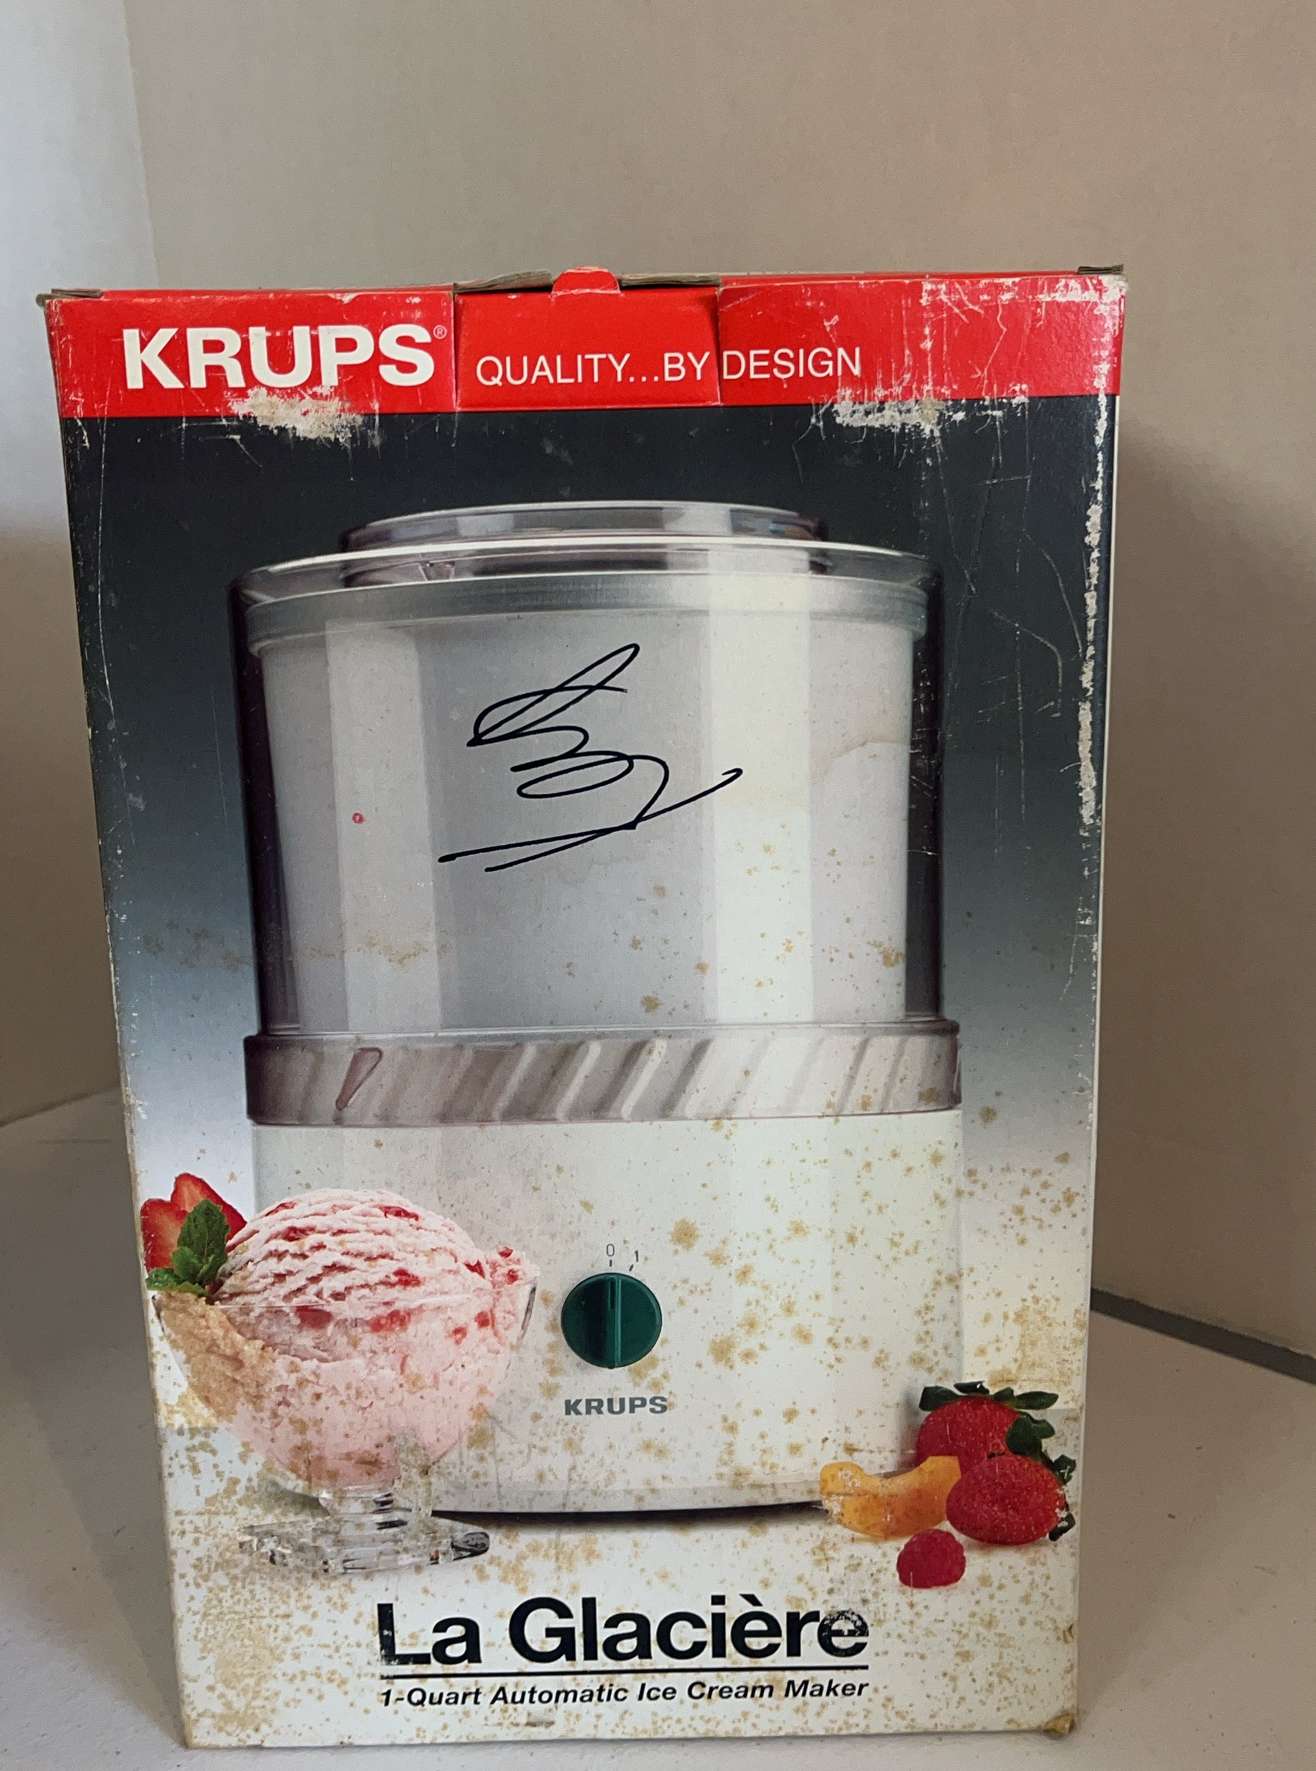 KRUPS® QUALITY...BY DESIGN
0 1
KRUPS
La Glacière
1-Quart Automatic Ice Cream Maker